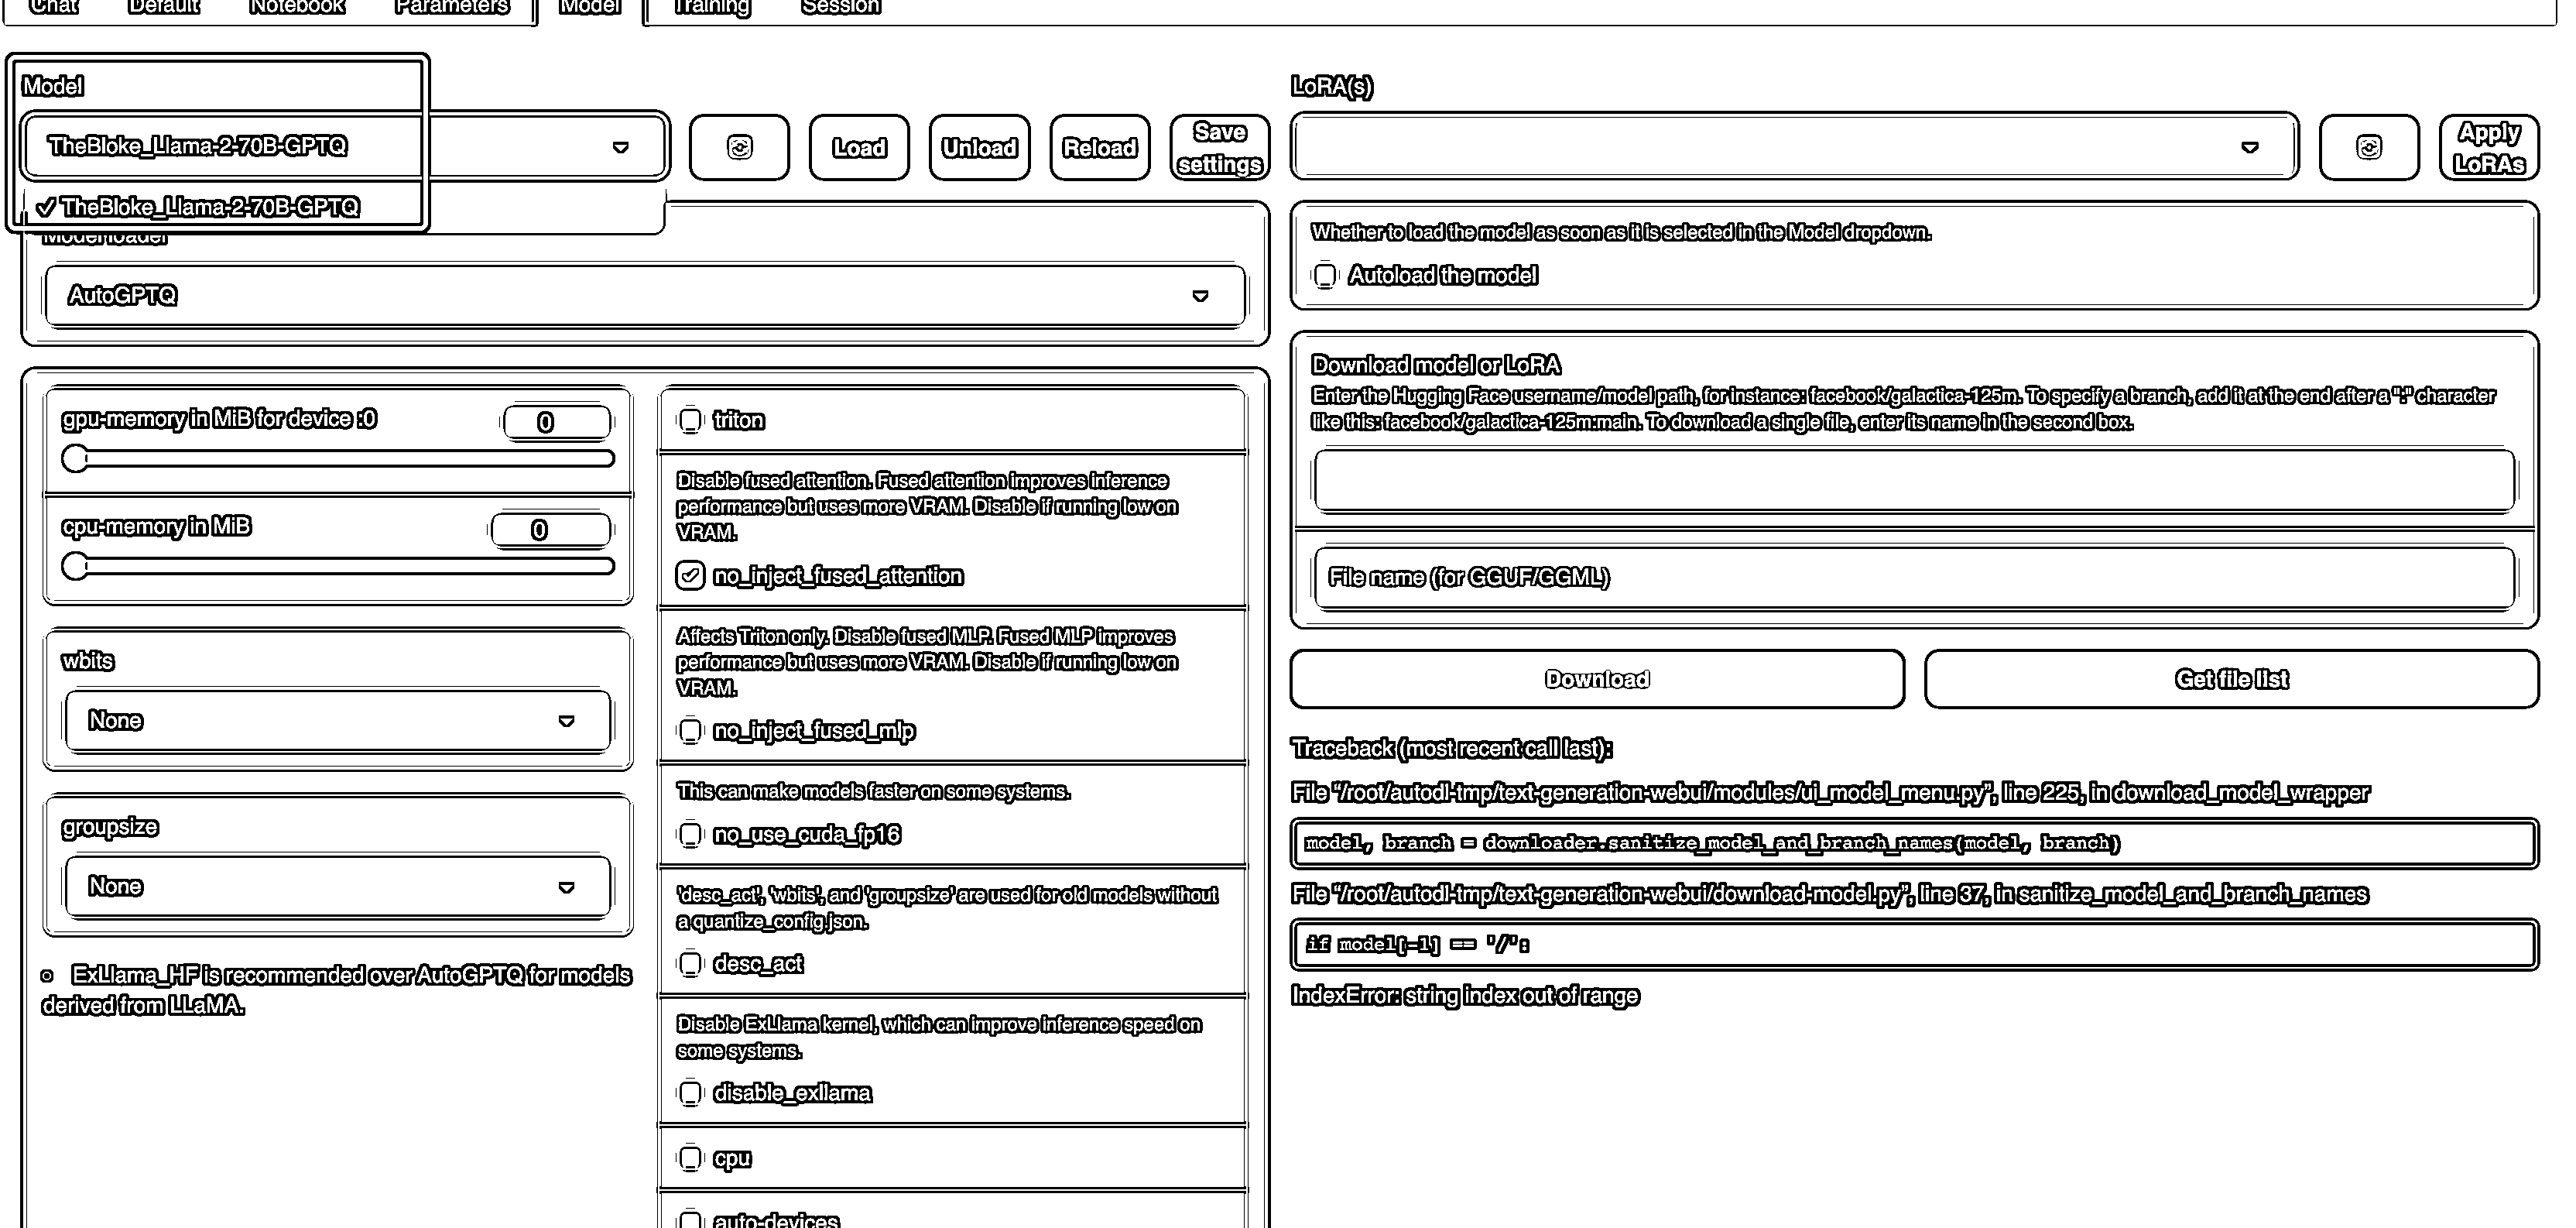 Chat Default Notebook Parameters Model Training Session
Model
TheBloke_Llama-2-70B-GPTQ
Load
Unload
Reload
Save
settings
✓ TheBloke_Llama-2-70B-GPTQ
Model loader
AutoGPTQ
gpu-memory in MiB for device :0
0
cpu-memory in MiB
0
wbits
None
groupsize
None
ExLlama_HF is recommended over AutoGPTQ for models
derived from LLaMA.
triton
Disable fused attention. Fused attention improves inference
performance but uses more VRAM. Disable if running low on
VRAM.
no_inject_fused_attention
Affects Triton only. Disable fused MLP. Fused MLP improves
performance but uses more VRAM. Disable if running low on
VRAM.
no_inject_fused_mlp
This can make models faster on some systems.
no_use_cuda_fp16
'desc_act', 'wbits', and 'groupsize' are used for old models without
a quantize_config.json.
desc_act
Disable ExLlama kernel, which can improve inference speed on
some systems.
disable_exllama
cpu
auto-devices
LoRA(s)
Apply
LoRAs
Whether to load the model as soon as it is selected in the Model dropdown.
Autoload the model
Download model or LoRA
Enter the Hugging Face username/model path, for instance: facebook/galactica-125m. To specify a branch, add it at the end after a ":" character
like this: facebook/galactica-125m:main. To download a single file, enter its name in the second box.
File name (for GGUF/GGML)
Download
Get file list
Traceback (most recent call last):
File “/root/autodl-tmp/text-generation-webui/modules/ui_model_menu.py”, line 225, in download_model_wrapper
model, branch = downloader.sanitize_model_and_branch_names(model, branch)
File “/root/autodl-tmp/text-generation-webui/download-model.py”, line 37, in sanitize_model_and_branch_names
if model[-1] == '/':
IndexError: string index out of range